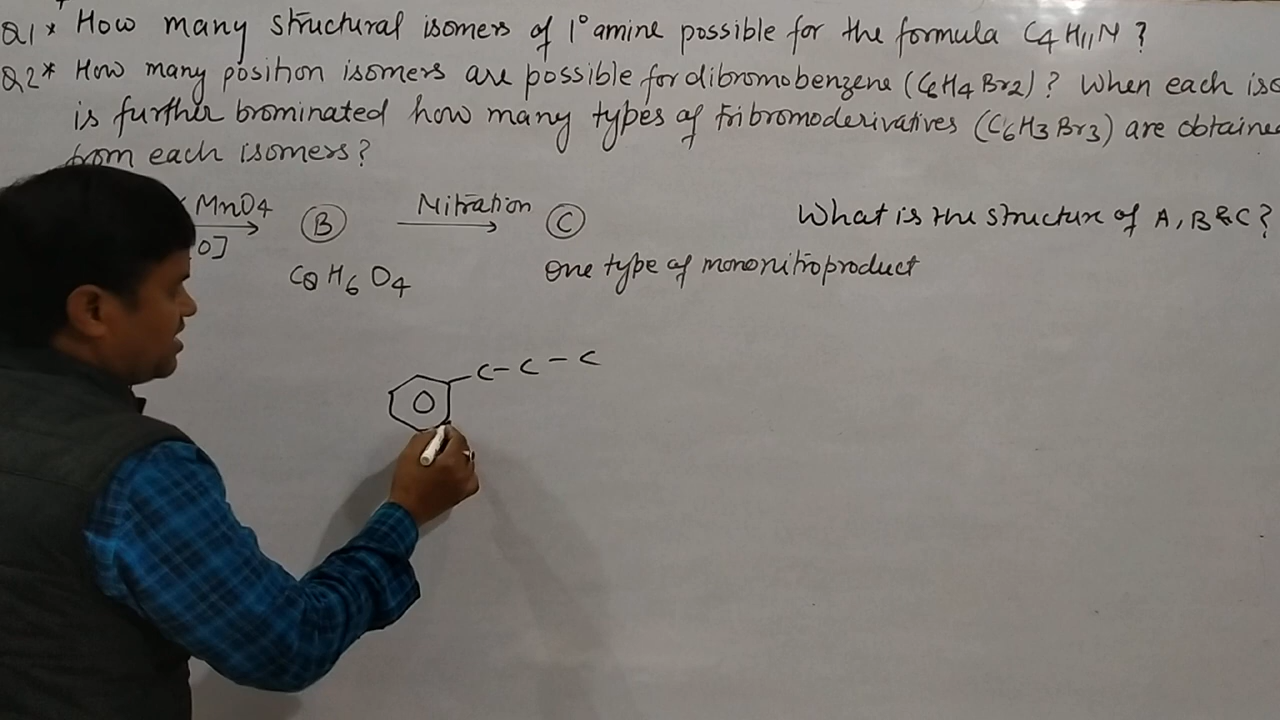 Q1* How many structural isomers of 1° amine possible for the formula C4H11N?
Q2* How many position isomers are possible for dibromobenzene (C6H4Br2)? When each iso
is further brominated how many types of tribromoderivatives (C6H3Br3) are obtaine
from each isomers?
MnO4 B Nitration C What is the structure of A, B & C?
O]
C8H6O4 One type of mononitroproduct
C-C-C